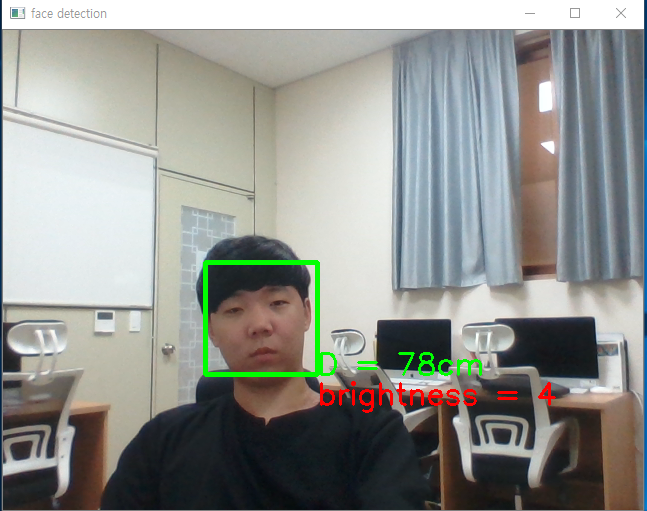 face detection
D = 78cm
brightness = 4